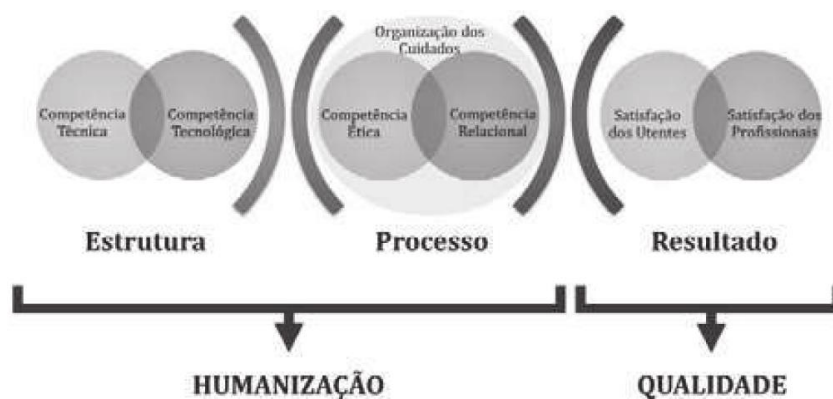 Organização dos
Cuidados
Competência
Técnica
Competência
Tecnológica
Competência
Ética
Competência
Relacional
Satisfação
dos Utentes
Satisfação dos
Profissionais
Estrutura
Processo
Resultado
HUMANIZAÇÃO
QUALIDADE